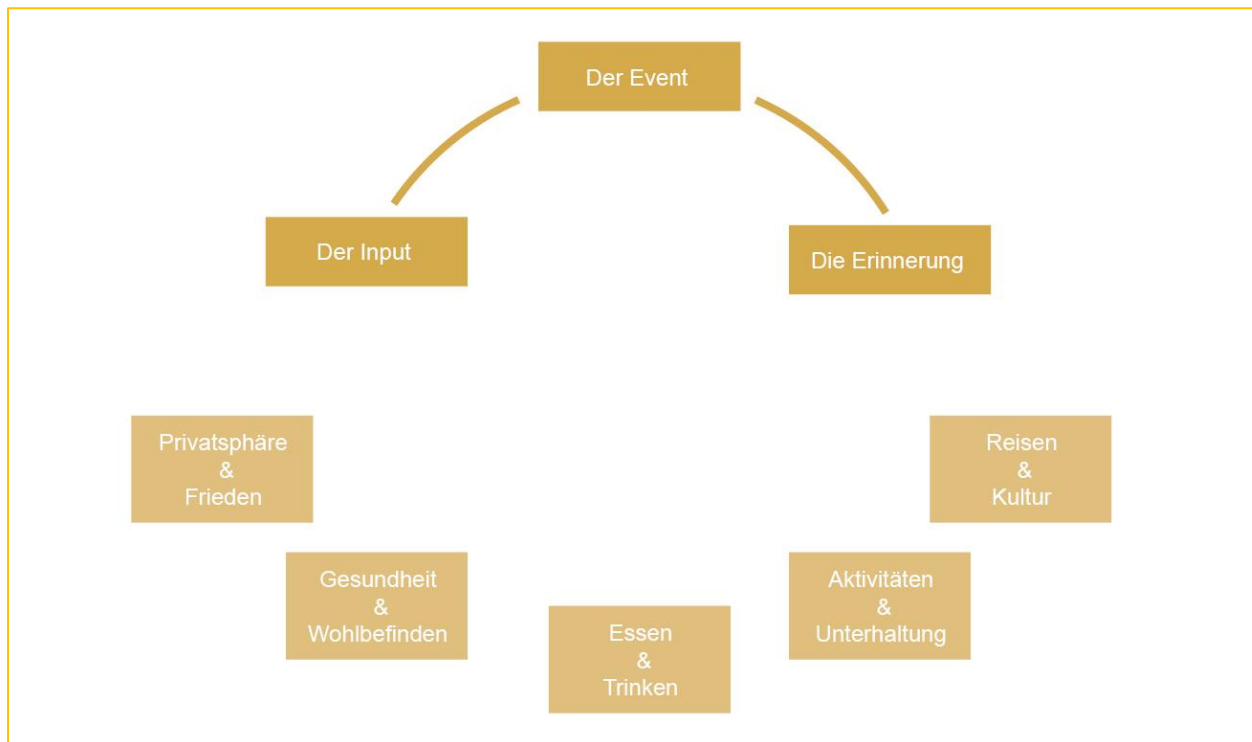 Der Event
Der Input
Die Erinnerung
Privatsphäre
&
Frieden
Reisen
&
Kultur
Gesundheit
&
Wohlbefinden
Aktivitäten
&
Unterhaltung
Essen
&
Trinken